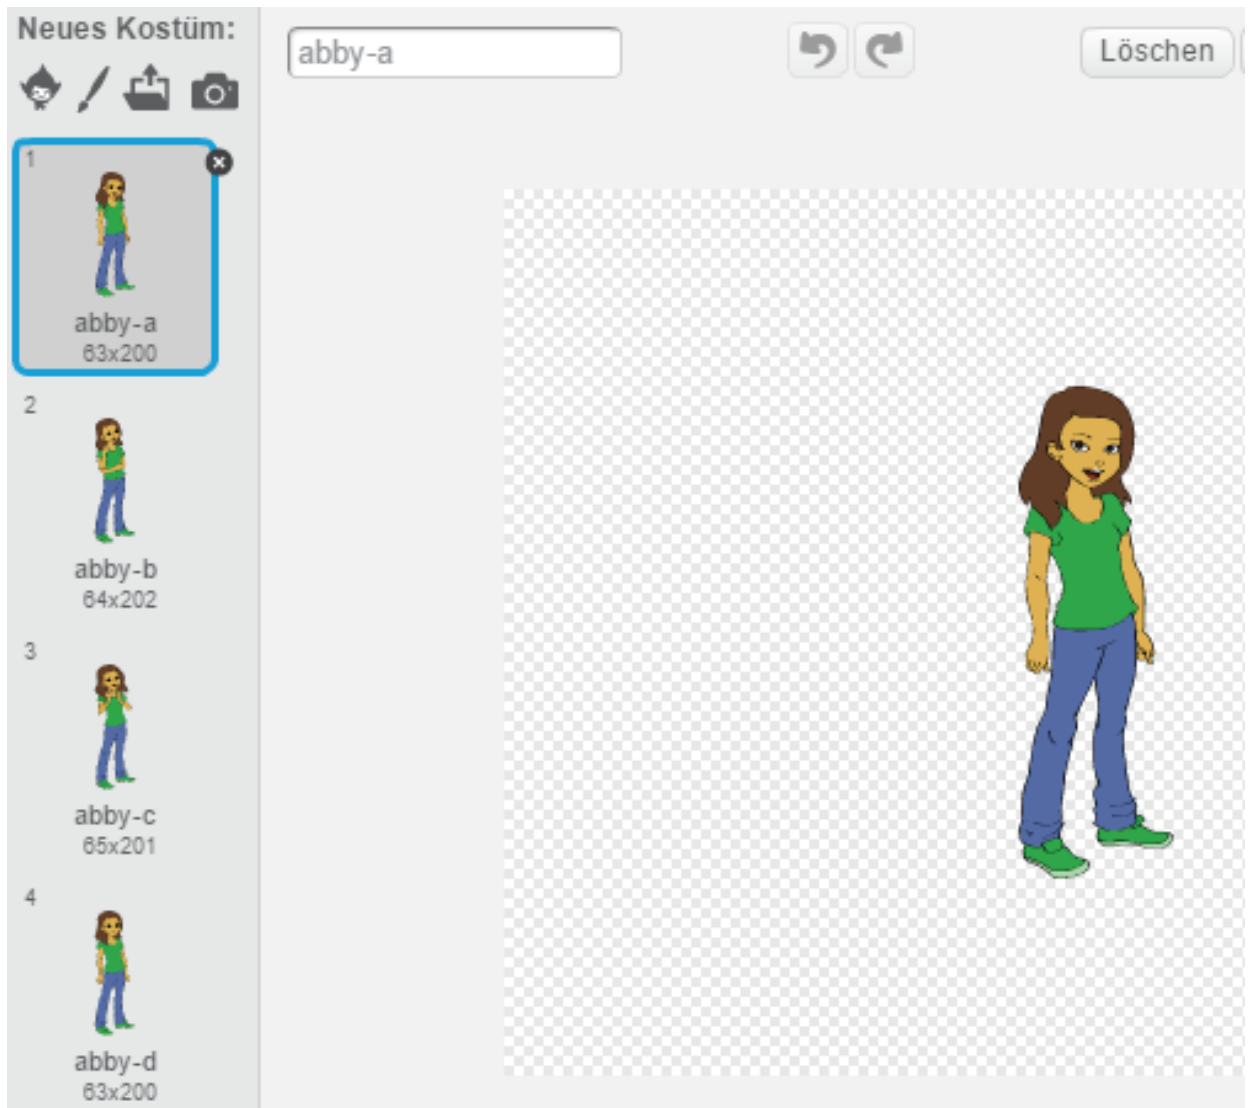 Neues Kostüm:
abby-a
Löschen
1
abby-a
63x200
2
abby-b
64x202
3
abby-c
65x201
4
abby-d
63x200